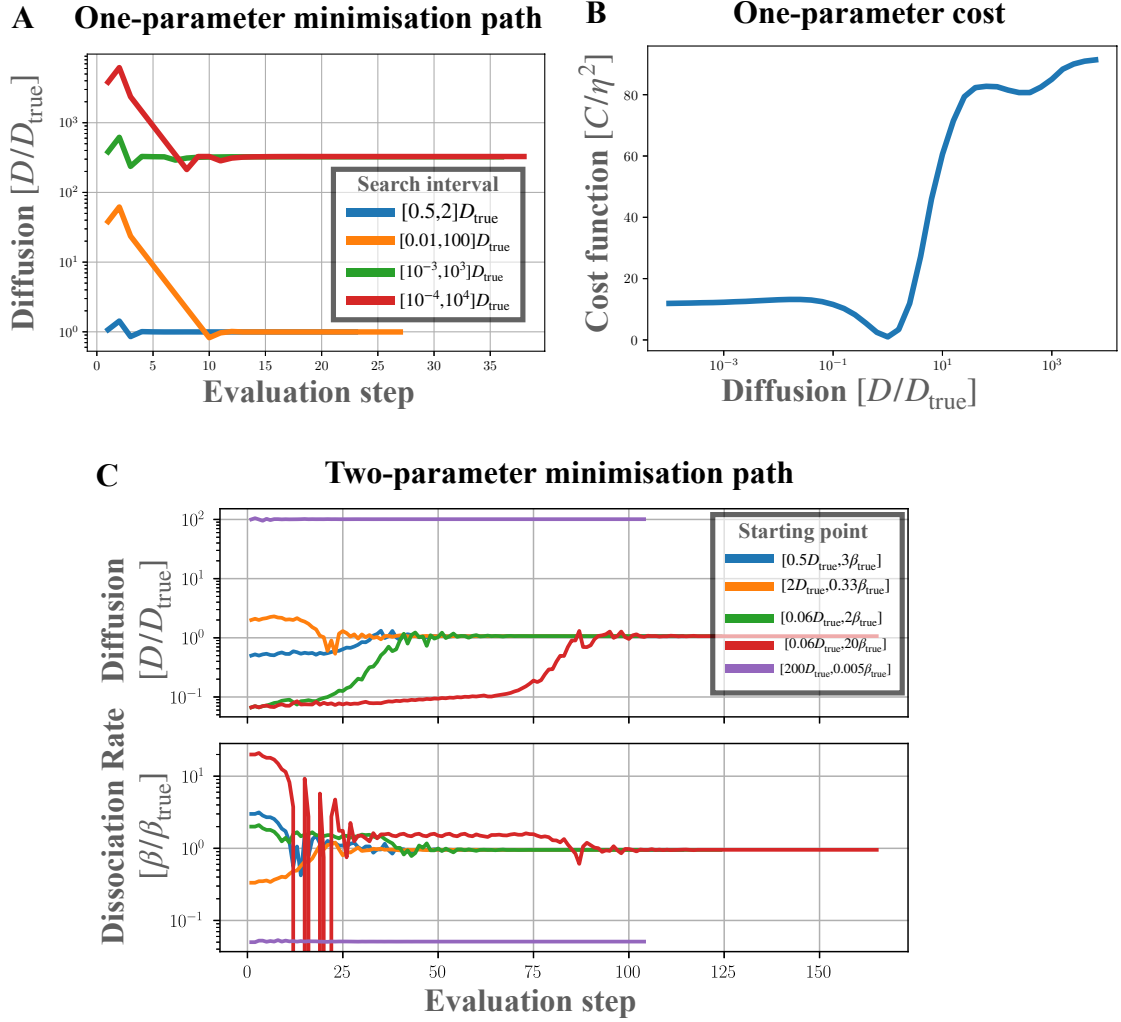 A
One-parameter minimisation path
Diffusion [D/D_true]
10^3
10^2
10^1
10^0
0
5
10
15
20
25
30
35
Evaluation step
Search interval
[0.5,2]D_true
[0.01,100]D_true
[10^−3,10^3]D_true
[10^−4,10^4]D_true
B
One-parameter cost
Cost function [C/η^2]
80
60
40
20
0
10^−3
10^−1
10^1
10^3
Diffusion [D/D_true]
C
Two-parameter minimisation path
Diffusion
[D/D_true]
10^2
10^1
10^0
10^−1
Starting point
[0.5D_true,3β_true]
[2D_true,0.33β_true]
[0.06D_true,2β_true]
[0.06D_true,20β_true]
[200D_true,0.005β_true]
Dissociation Rate
[β/β_true]
10^1
10^0
10^−1
0
25
50
75
100
125
150
Evaluation step